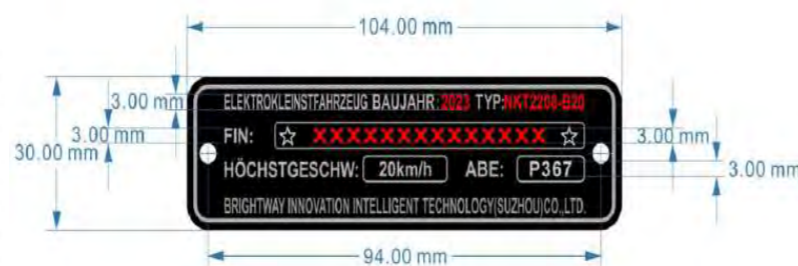 104.00 mm
3.00 mm
ELEKTROKLEINSTFAHRZEUG BAUJAHR:2023 TYP:NKT2208-B20
3.00 mm
FIN: ☆ XXXXXXXXXXXXXX ☆
3.00 mm
30.00 mm
HÖCHSTGESCHW: 20km/h ABE: P367
3.00 mm
BRIGHTWAY INNOVATION INTELLIGENT TECHNOLOGY(SUZHOU)CO.,LTD.
94.00 mm